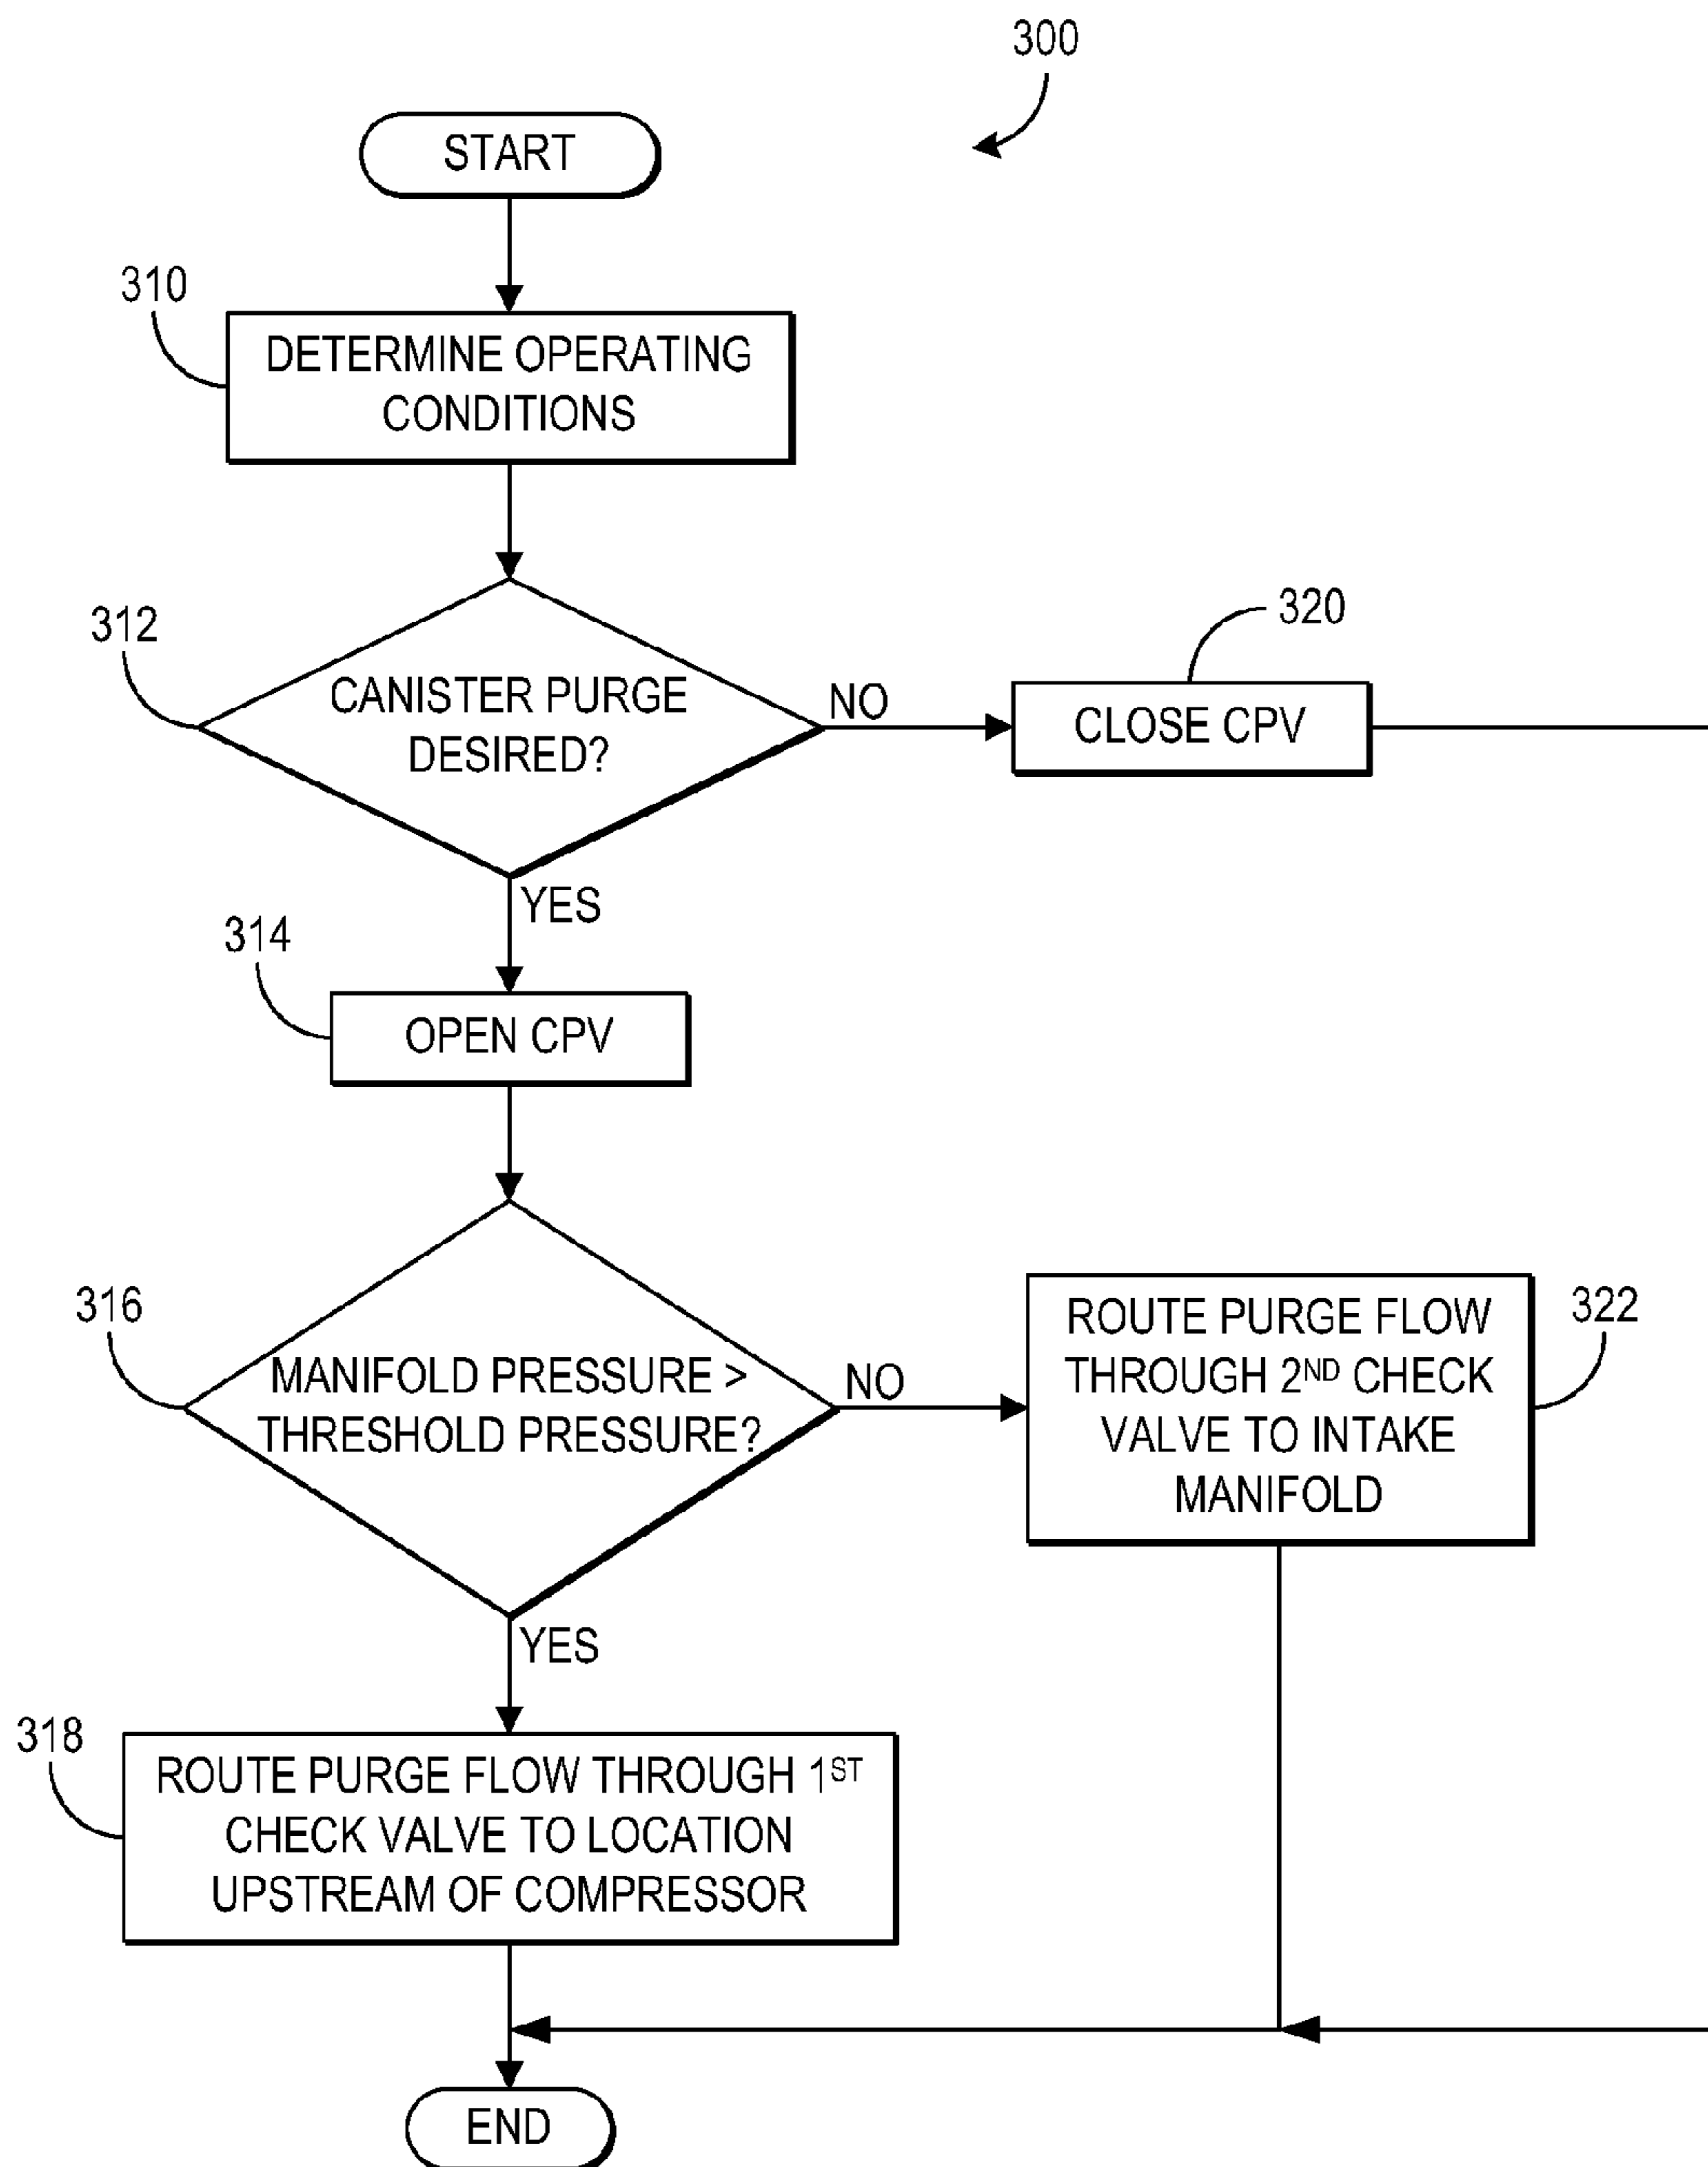 300
START
310
DETERMINE OPERATING
CONDITIONS
312
CANISTER PURGE
DESIRED?
NO
320
CLOSE CPV
YES
314
OPEN CPV
316
MANIFOLD PRESSURE >
THRESHOLD PRESSURE?
NO
322
ROUTE PURGE FLOW
THROUGH 2ND CHECK
VALVE TO INTAKE
MANIFOLD
YES
318
ROUTE PURGE FLOW THROUGH 1ST
CHECK VALVE TO LOCATION
UPSTREAM OF COMPRESSOR
END